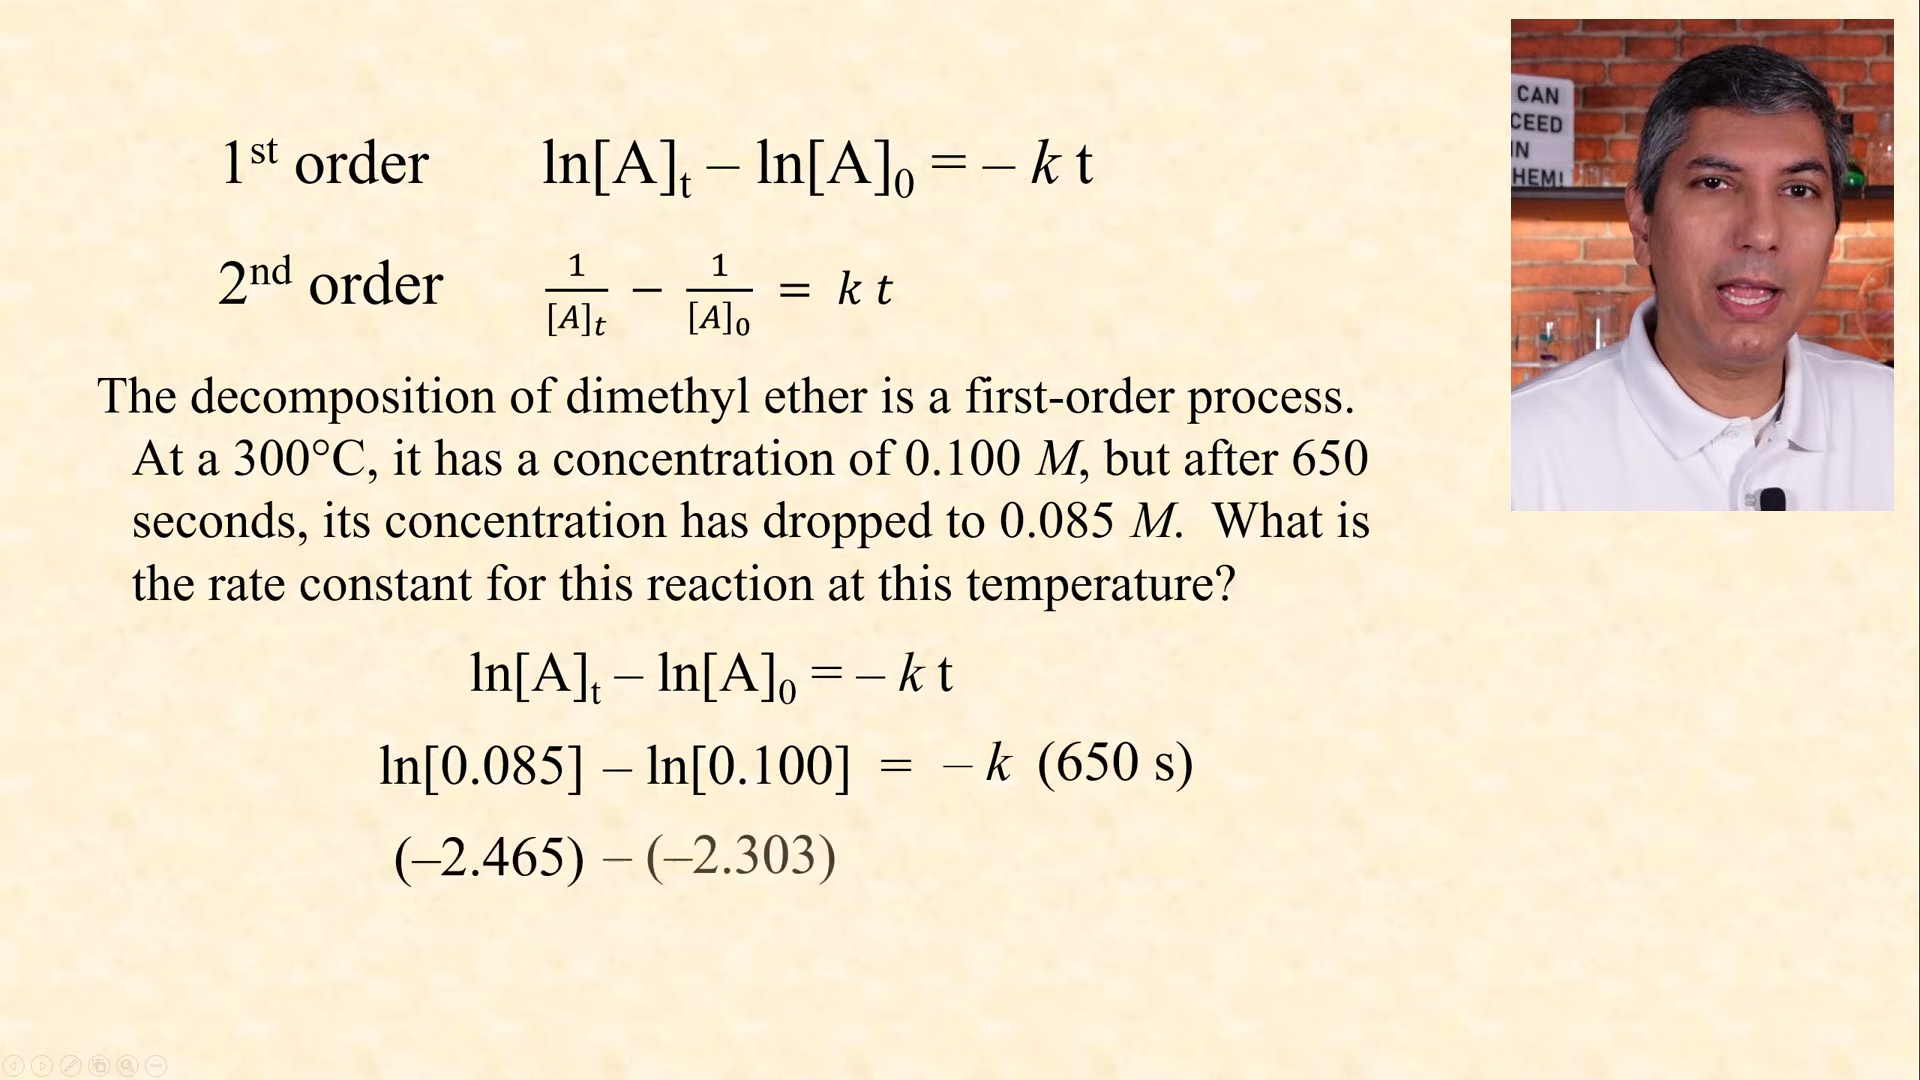 1st order ln[A]t – ln[A]0 = – k t
2nd order 1/[A]t − 1/[A]0 = k t
The decomposition of dimethyl ether is a first-order process.
At a 300°C, it has a concentration of 0.100 M, but after 650
seconds, its concentration has dropped to 0.085 M. What is
the rate constant for this reaction at this temperature?
ln[A]t – ln[A]0 = – k t
ln[0.085] – ln[0.100] = – k (650 s)
(–2.465) – (–2.303)
CAN
CEED
IN
HEM!